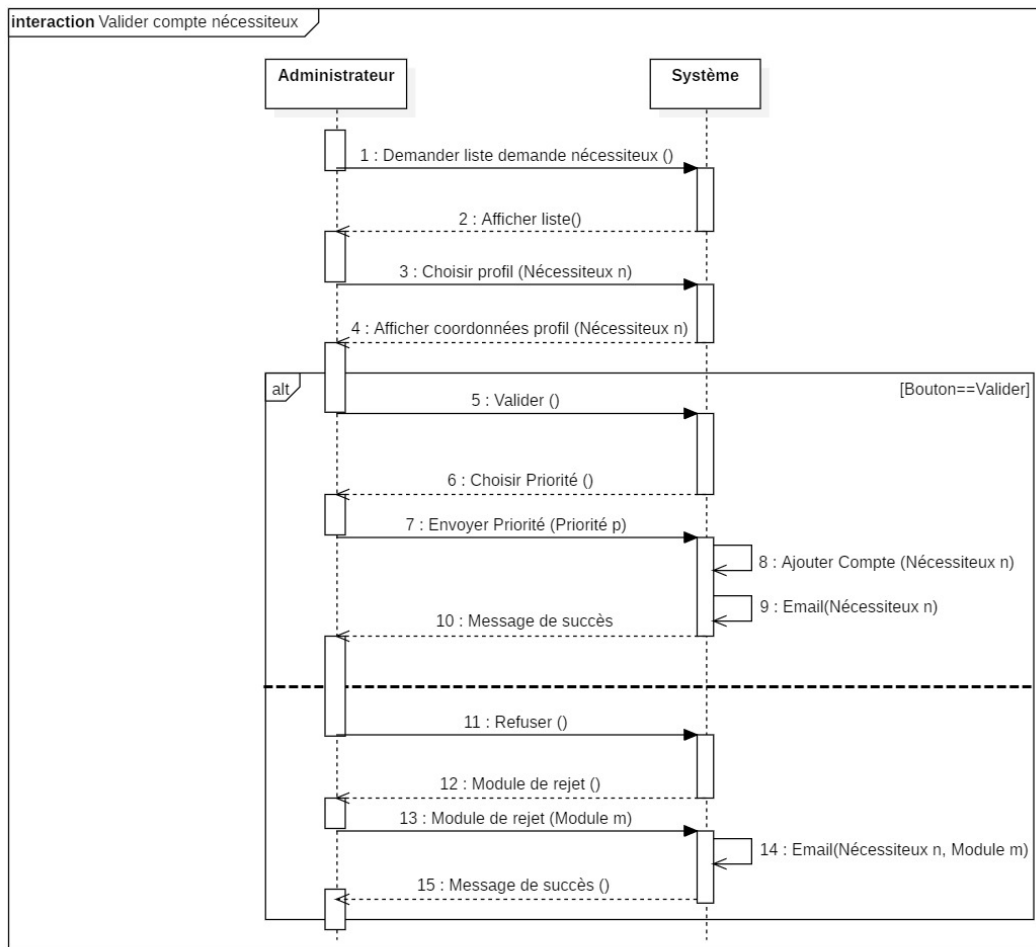 interaction Valider compte nécessiteux
Administrateur
Système
1 : Demander liste demande nécessiteux ()
2 : Afficher liste()
3 : Choisir profil (Nécessiteux n)
4 : Afficher coordonnées profil (Nécessiteux n)
alt
[Bouton==Valider]
5 : Valider ()
6 : Choisir Priorité ()
7 : Envoyer Priorité (Priorité p)
8 : Ajouter Compte (Nécessiteux n)
9 : Email(Nécessiteux n)
10 : Message de succès
11 : Refuser ()
12 : Module de rejet ()
13 : Module de rejet (Module m)
14 : Email(Nécessiteux n, Module m)
15 : Message de succès ()